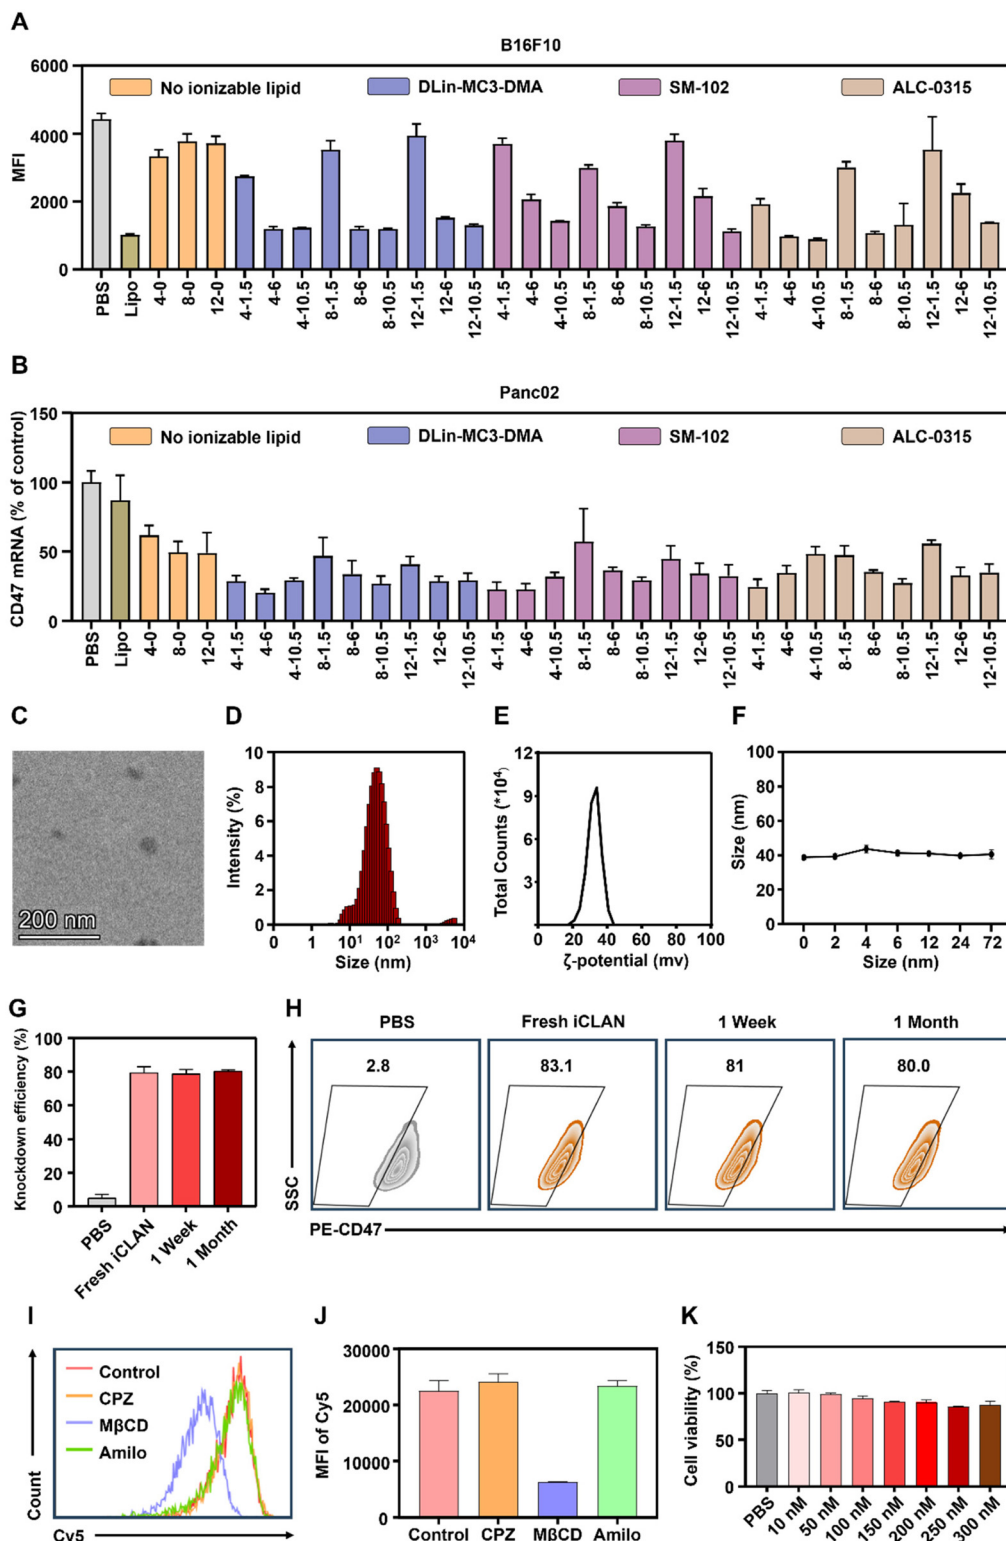 A
B16F10
6000
4000
2000
0
MFI
No ionizable lipid
DLin-MC3-DMA
SM-102
ALC-0315
PBS
Lipo
4-0
8-0
12-0
4-1.5
4-6
4-10.5
8-1.5
8-6
8-10.5
12-1.5
12-6
12-10.5
4-1.5
4-6
4-10.5
8-1.5
8-6
8-10.5
12-1.5
12-6
12-10.5
4-1.5
4-6
4-10.5
8-1.5
8-6
8-10.5
12-1.5
12-6
12-10.5
B
Panc02
150
100
50
0
CD47 mRNA (% of control)
No ionizable lipid
DLin-MC3-DMA
SM-102
ALC-0315
PBS
Lipo
4-0
8-0
12-0
4-1.5
4-6
4-10.5
8-1.5
8-6
8-10.5
12-1.5
12-6
12-10.5
4-1.5
4-6
4-10.5
8-1.5
8-6
8-10.5
12-1.5
12-6
12-10.5
4-1.5
4-6
4-10.5
8-1.5
8-6
8-10.5
12-1.5
12-6
12-10.5
C
200 nm
D
10
8
6
4
2
0
Intensity (%)
0 1 10¹ 10² 10³ 10⁴
Size (nm)
E
12
9
6
3
Total Counts (*10⁴)
0 20 40 60 80 100
ζ-potential (mv)
F
100
80
60
40
20
0
Size (nm)
0 2 4 6 12 24 72
Size (nm)
G
100
80
60
40
20
0
Knockdown efficiency (%)
PBS
Fresh iCLAN
1 Week
1 Month
H
PBS
Fresh iCLAN
1 Week
1 Month
2.8
83.1
81
80.0
SSC
PE-CD47
I
Control
CPZ
MβCD
Amilo
Count
Cy5
J
30000
20000
10000
0
MFI of Cy5
Control CPZ MβCD Amilo
K
150
100
50
0
Cell viability (%)
PBS
10 nM
50 nM
100 nM
150 nM
200 nM
250 nM
300 nM